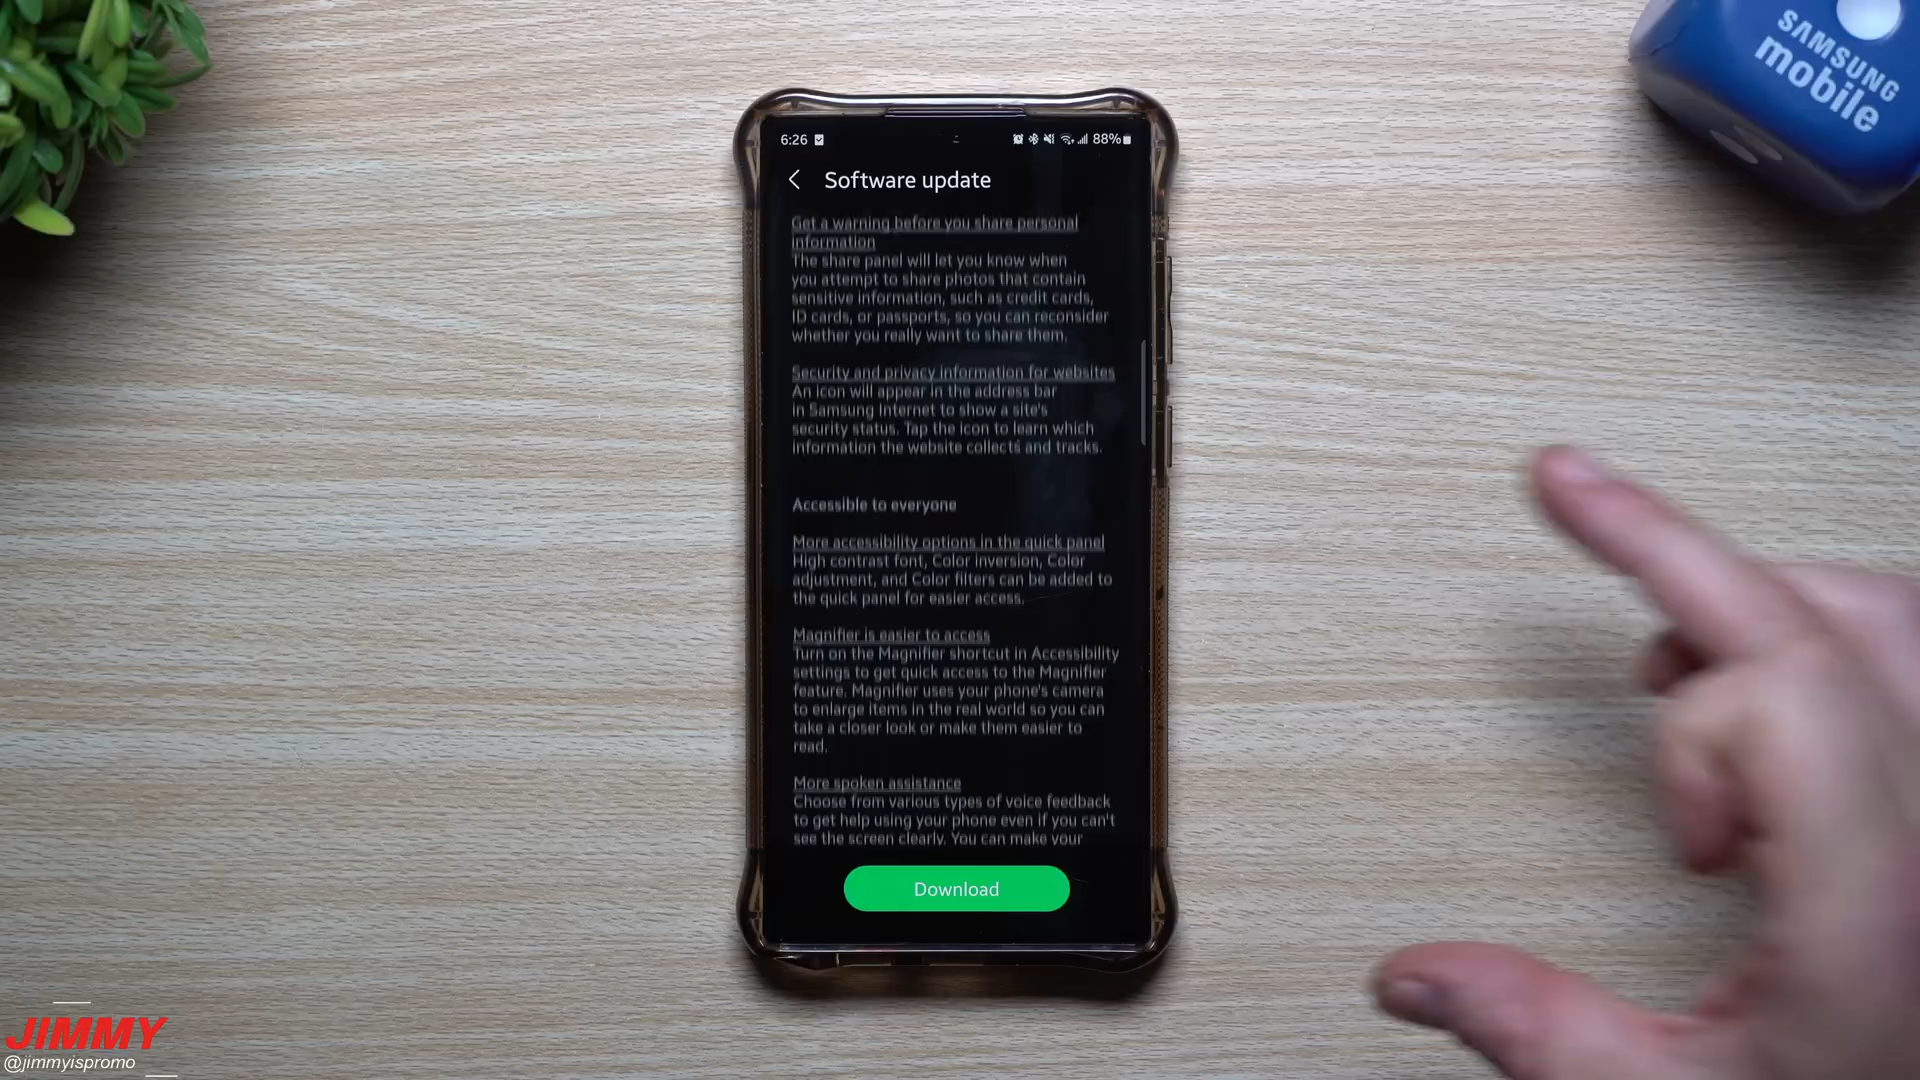 SAMSUNG
mobile
6:26
88%
Software update
Get a warning before you share personal
information
The share panel will let you know when
you attempt to share photos that contain
sensitive information, such as credit cards,
ID cards, or passports, so you can reconsider
whether you really want to share them.
Security and privacy information for websites
An icon will appear in the address bar
in Samsung Internet to show a site's
security status. Tap the icon to learn which
information the website collects and tracks.
Accessible to everyone
More accessibility options in the quick panel
High contrast font, Color inversion, Color
adjustment, and Color filters can be added to
the quick panel for easier access.
Magnifier is easier to access
Turn on the Magnifier shortcut in Accessibility
settings to get quick access to the Magnifier
feature. Magnifier uses your phone's camera
to enlarge items in the real world so you can
take a closer look or make them easier to
read.
More spoken assistance
Choose from various types of voice feedback
to get help using your phone even if you can't
see the screen clearly. You can make your
Download
JIMMY
@jimmyispromo